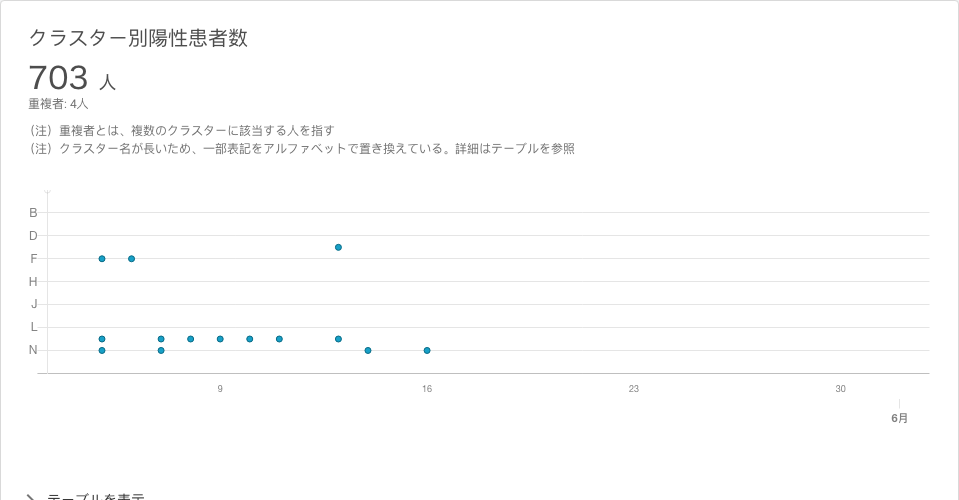 クラスター別陽性患者数
703 人
重複者: 4人
（注）重複者とは、複数のクラスターに該当する人を指す
（注）クラスター名が長いため、一部表記をアルファベットで置き換えている。詳細はテーブルを参照
B
D
F
H
J
L
N
9 16 23 30
6月
テーブルを表示